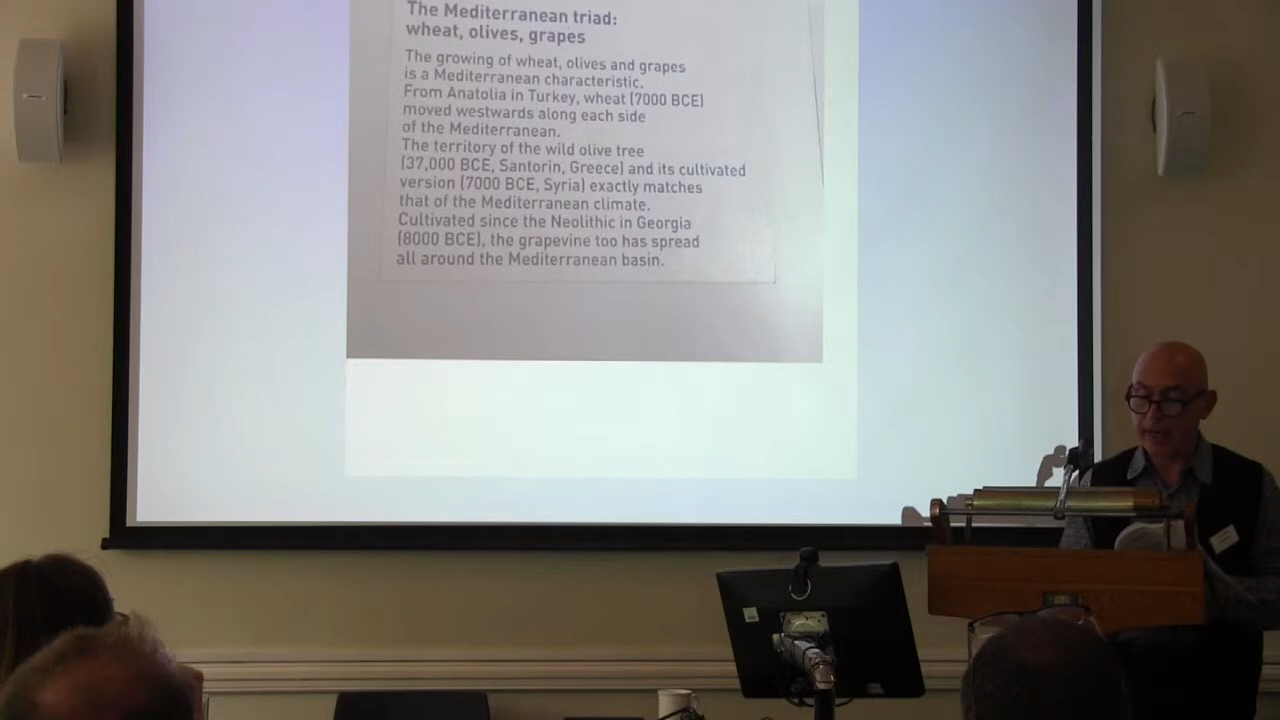 The Mediterranean triad:
wheat, olives, grapes
The growing of wheat, olives and grapes
is a Mediterranean characteristic.
From Anatolia in Turkey, wheat (7000 BCE)
moved westwards along each side
of the Mediterranean.
The territory of the wild olive tree
(37,000 BCE, Santorin, Greece) and its cultivated
version (7000 BCE, Syria) exactly matches
that of the Mediterranean climate.
Cultivated since the Neolithic in Georgia
(8000 BCE), the grapevine too has spread
all around the Mediterranean basin.